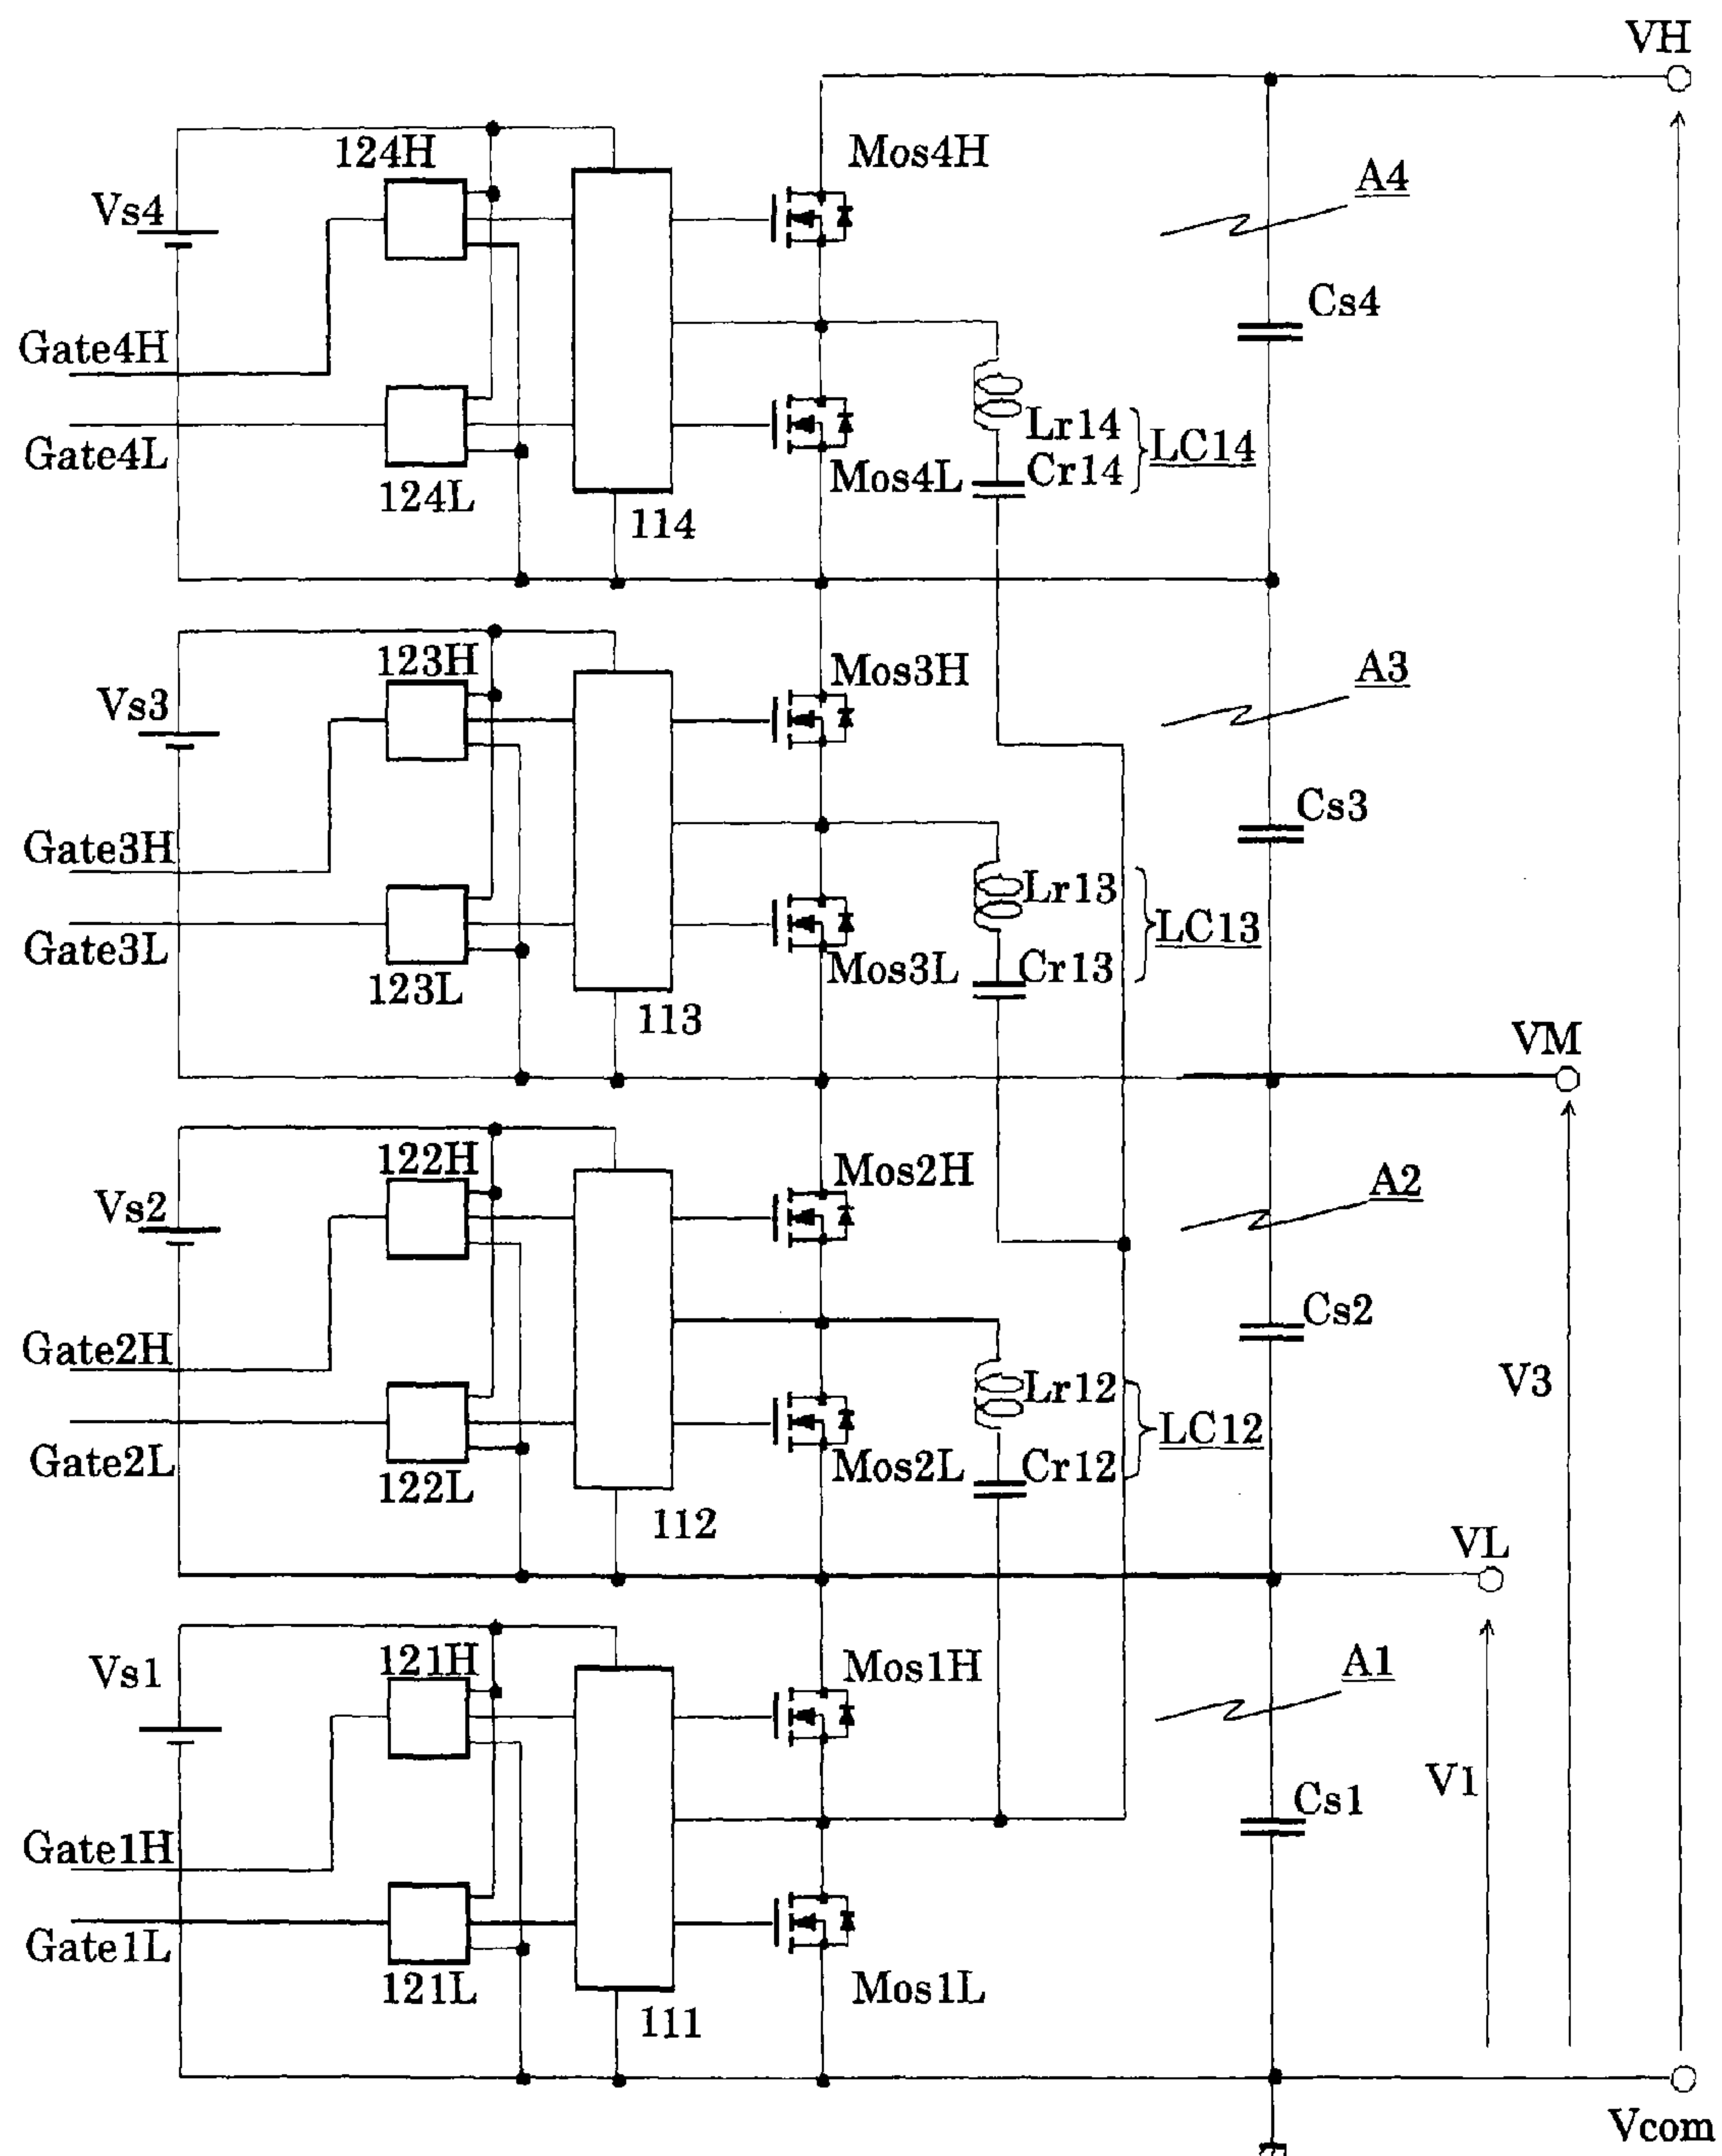 VH
124H
Mos4H
A4
Vs4
Cs4
Gate4H
Lr14
LC14
Gate4L
Mos4L
Cr14
124L
114
123H
Mos3H
A3
Vs3
Cs3
Gate3H
Lr13
LC13
Gate3L
Mos3L
Cr13
123L
113
VM
122H
Mos2H
A2
Vs2
Cs2
Gate2H
Lr12
V3
LC12
Gate2L
Mos2L
Cr12
122L
112
VL
121H
Mos1H
A1
Vs1
V1
Cs1
Gate1H
Gate1L
121L
Mos1L
111
Vcom